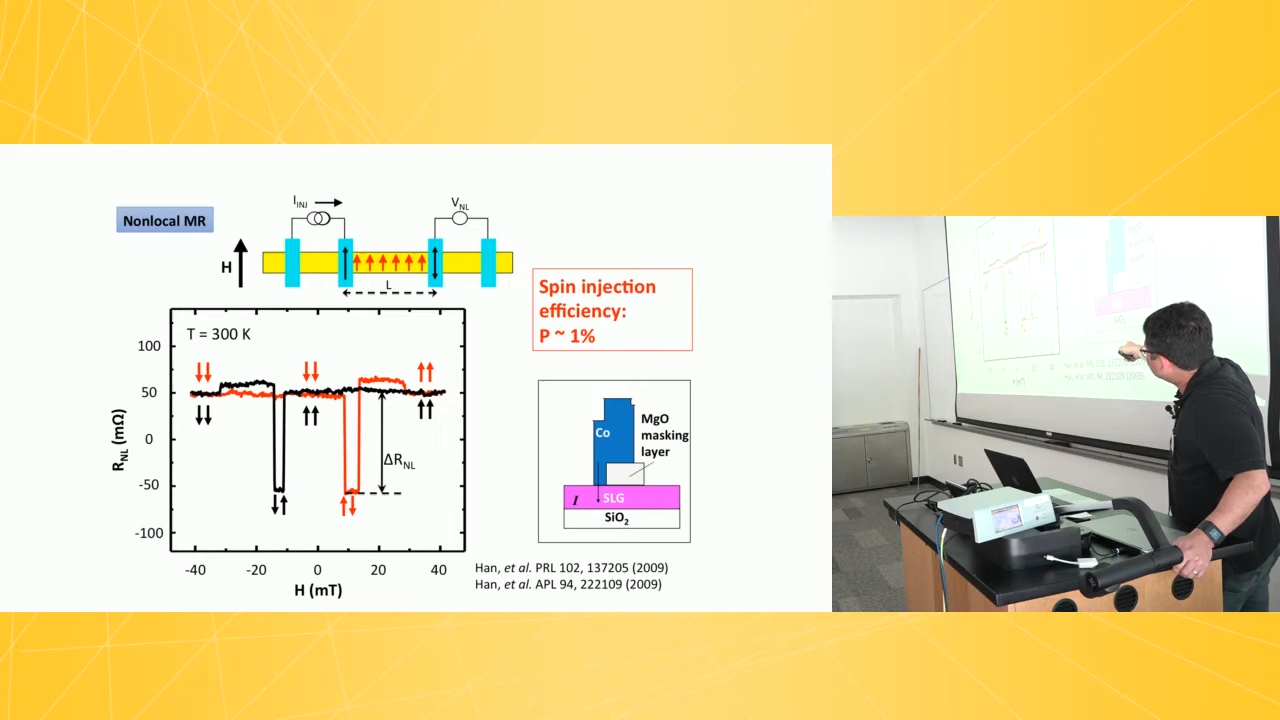 Nonlocal MR
I_INJ
V_NL
H
L
T = 300 K
100
50
0
-50
-100
R_NL (mΩ)
ΔR_NL
-40
-20
0
20
40
H (mT)
Spin injection
efficiency:
P ~ 1%
Co
MgO
masking
layer
I
SLG
SiO₂
Han, et al. PRL 102, 137205 (2009)
Han, et al. APL 94, 222109 (2009)